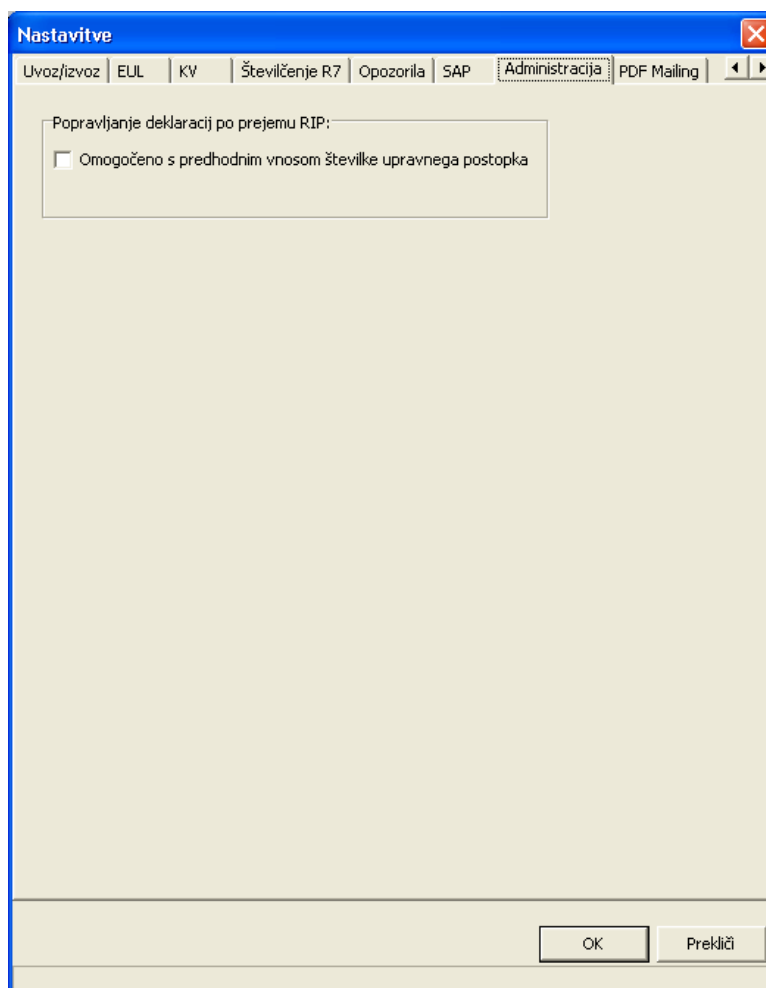 Nastavitve
Uvoz/izvoz EUL KV Številčenje R7 Opozorila SAP Administracija PDF Mailing
Popravljanje deklaracij po prejemu RIP:
Omogočeno s predhodnim vnosom številke upravnega postopka
OK Prekliči